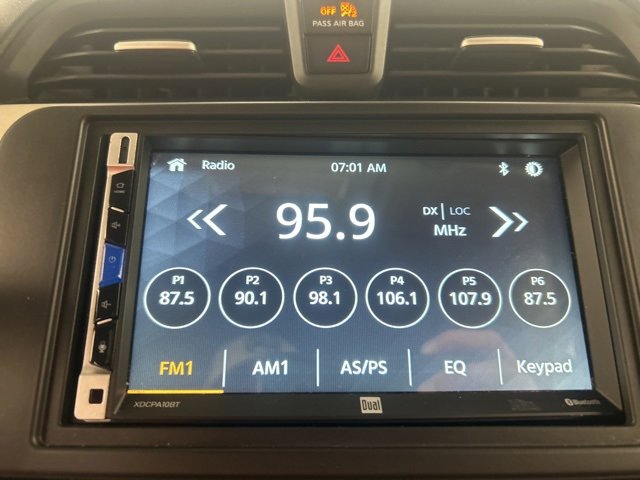 OFF
PASS AIR BAG
Radio 07:01 AM
95.9 DX | LOC
MHz
P1 P2 P3 P4 P5 P6
87.5 90.1 98.1 106.1 107.9 87.5
FM1 AM1 AS/PS EQ Keypad
HOME
XDCPA10BT Dual Bluetooth